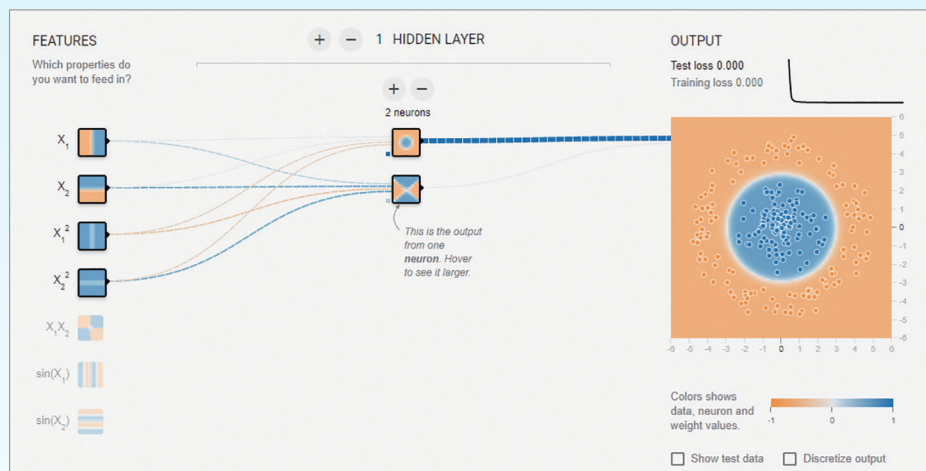 FEATURES
Which properties do
you want to feed in?
+ − 1 HIDDEN LAYER
+ −
2 neurons
X₁
X₂
X₁²
X₂²
X₁X₂
sin(X₁)
sin(X₂)
This is the output
from one
neuron. Hover
to see it larger.
OUTPUT
Test loss 0.000
Training loss 0.000
6
5
4
3
2
1
0
-1
-2
-3
-4
-5
-6
-6 -5 -4 -3 -2 -1 0 1 2 3 4 5 6
Colors shows
data, neuron and
weight values.
-1 0 1
Show test data
Discretize output